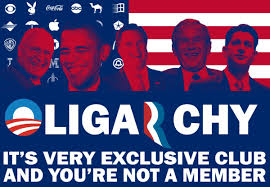 OLIGARCHY
IT'S VERY EXCLUSIVE CLUB
AND YOU'RE NOT A MEMBER